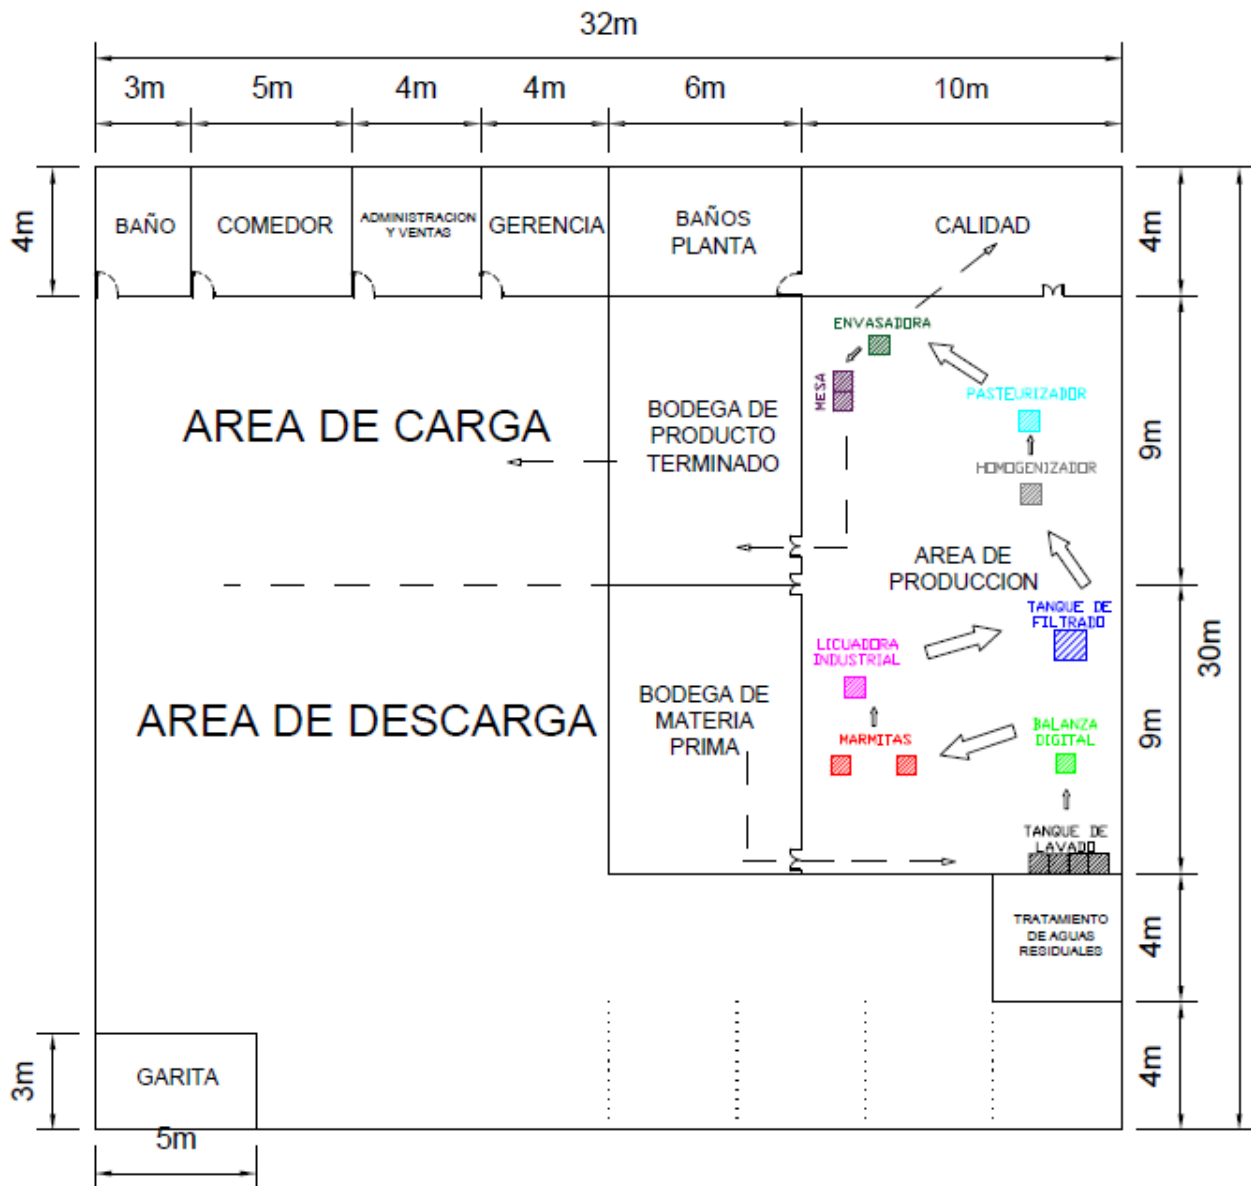 32m
3m
5m
4m
4m
6m
10m
4m
BAÑO
COMEDOR
ADMINISTRACION
Y VENTAS
GERENCIA
BAÑOS
PLANTA
CALIDAD
4m
ENVASADORA
MESA
PASTEURIZADOR
AREA DE CARGA
BODEGA DE
PRODUCTO
TERMINADO
HOMOGENIZADOR
9m
AREA DE
PRODUCCION
TANQUE DE
FILTRADO
30m
LICUADORA
INDUSTRIAL
AREA DE DESCARGA
BODEGA DE
MATERIA
PRIMA
MARMITAS
BALANZA
DIGITAL
9m
TANQUE DE
LAVADO
TRATAMIENTO
DE AGUAS
RESIDUALES
4m
3m
GARITA
4m
5m